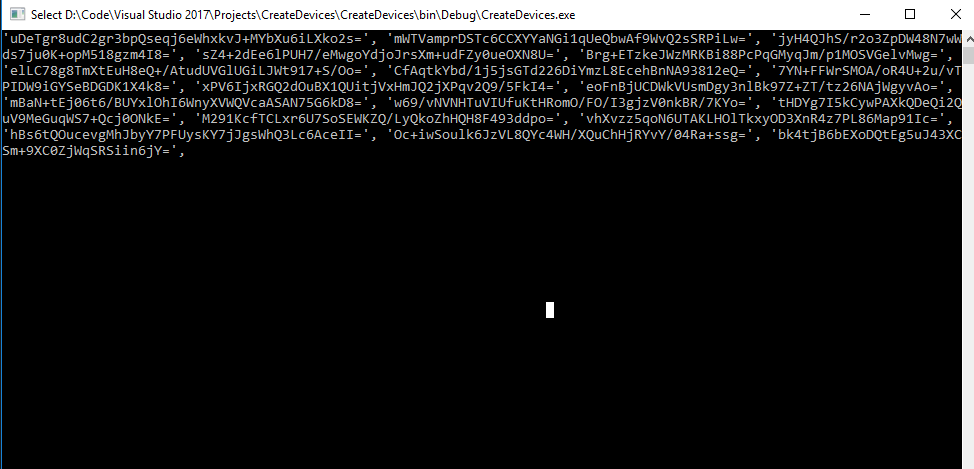 Select D:\Code\Visual Studio 2017\Projects\CreateDevices\CreateDevices\bin\Debug\CreateDevices.exe
'uDeTgr8udC2gr3bpQseqj6eWhxkvJ+MYbXu6iLXko2s=', 'mWTVamprDSTc6CCXYYaNGi1qUeQbwAf9WvQ2sSRPiLw=', 'jyH4QJhS/r2o3ZpDW48N7wW
ds7ju0K+opM518gzm4I8=', 'sZ4+2dEe6lPUH7/eMwgoYdjoJrsXm+udFZy0ueOXN8U=', 'Brg+ETzkeJWzMRKBi88PcPqGMyqJm/p1MOSVGelvMwg=',
'elLC78g8TmXtEuH8eQ+/AtudUVGlUGiLJWt917+S/Oo=', 'CfAqtkYbd/1j5jsGTd226DiYmzL8EcehBnNA93812eQ=', '7YN+FFWrSMOA/oR4U+2u/vT
PIDW9iGYSeBDGDK1X4k8=', 'xPV6IjxRGQ2dOuBX1QUitjVxHmJQ2jXPqv2Q9/5FkI4=', 'eoFnBjUCDWkVUsmDgy3nlBk97Z+ZT/tz26NAjWgyvAo=',
'mBaN+tEj06t6/BUYxlOhI6WnyXVWQVcaASAN75G6kD8=', 'w69/vNVNHTuVIUfuKtHRomO/FO/I3gjzV0nkBR/7KYo=', 'tHDYg7I5kCywPAXkQDeQi2Q
uV9MeGuqWS7+Qcj0ONkE=', 'M291KcfTCLxr6U7SoSEWKZQ/LyQkoZhHQH8F493ddpo=', 'vhXvzz5qoN6UTAKLHOlTkxyOD3XnR4z7PL86Map91Ic=',
'hBs6tQOucevgMhJbyY7PFUysKY7jJgsWhQ3Lc6AceII=', 'Oc+iwSoulk6JzVL8QYc4WH/XQuChHjRYvY/04Ra+ssg=', 'bk4tjB6bEXoDQtEg5uJ43XC
Sm+9XC0ZjWqSRSiin6jY=',